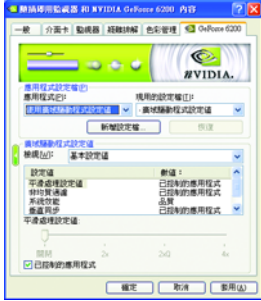 隨插即用監視器 和 NVIDIA GeForce 6200 內容
一般
介面卡
監視器
疑難排解
色彩管理
GeForce 6200
NVIDIA.
應用程式設定檔(P)
應用程式(P):
現用的設定檔(T):
使用廣域驅動程式設定值
- 廣域驅動程式設定值
新增設定檔...
恢復
廣域驅動程式設定值
檢視(W):
基本設定值
設定值
數值:
平滑處理設定值
已控制的應用程式
非均質過濾
已控制的應用程式
系統效能
品質
垂直同步
已控制的應用程式
平滑處理設定值
關閉
2x
2xQ
4x
已控制的應用程式
確定
取消
套用(A)